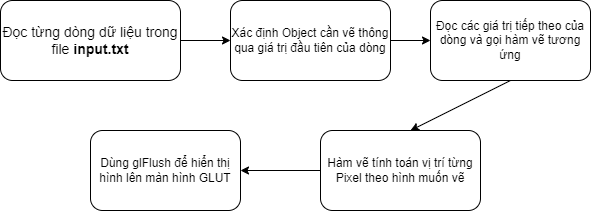 Đọc từng dòng dữ liệu trong
file input.txt
Xác định Object cần vẽ thông
qua giá trị đầu tiên của dòng
Đọc các giá trị tiếp theo của
dòng và gọi hàm vẽ tương
ứng
Hàm vẽ tính toán vị trí từng
Pixel theo hình muốn vẽ
Dùng glFlush để hiển thị
hình lên màn hình GLUT